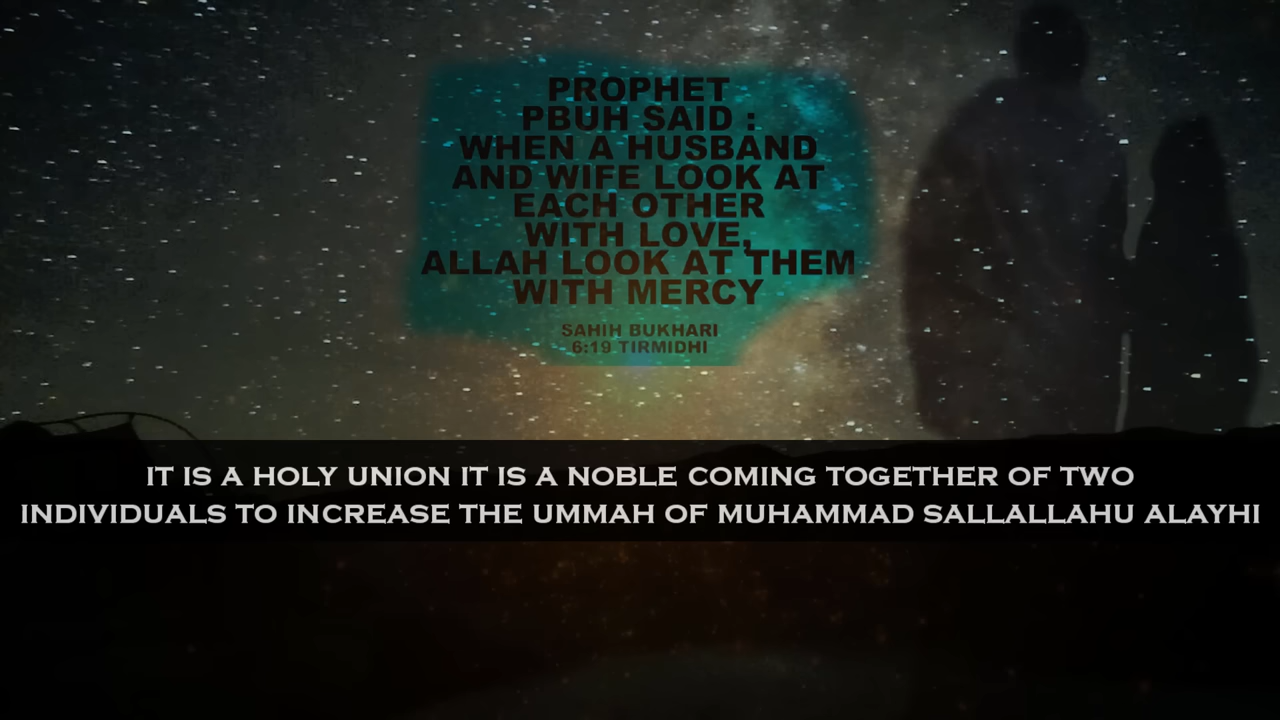 PROPHET
PBUH SAID :
WHEN A HUSBAND
AND WIFE LOOK AT
EACH OTHER
WITH LOVE,
ALLAH LOOK AT THEM
WITH MERCY
SAHIH BUKHARI
6:19 TIRMIDHI
IT IS A HOLY UNION IT IS A NOBLE COMING TOGETHER OF TWO
INDIVIDUALS TO INCREASE THE UMMAH OF MUHAMMAD SALLALLAHU ALAYHI